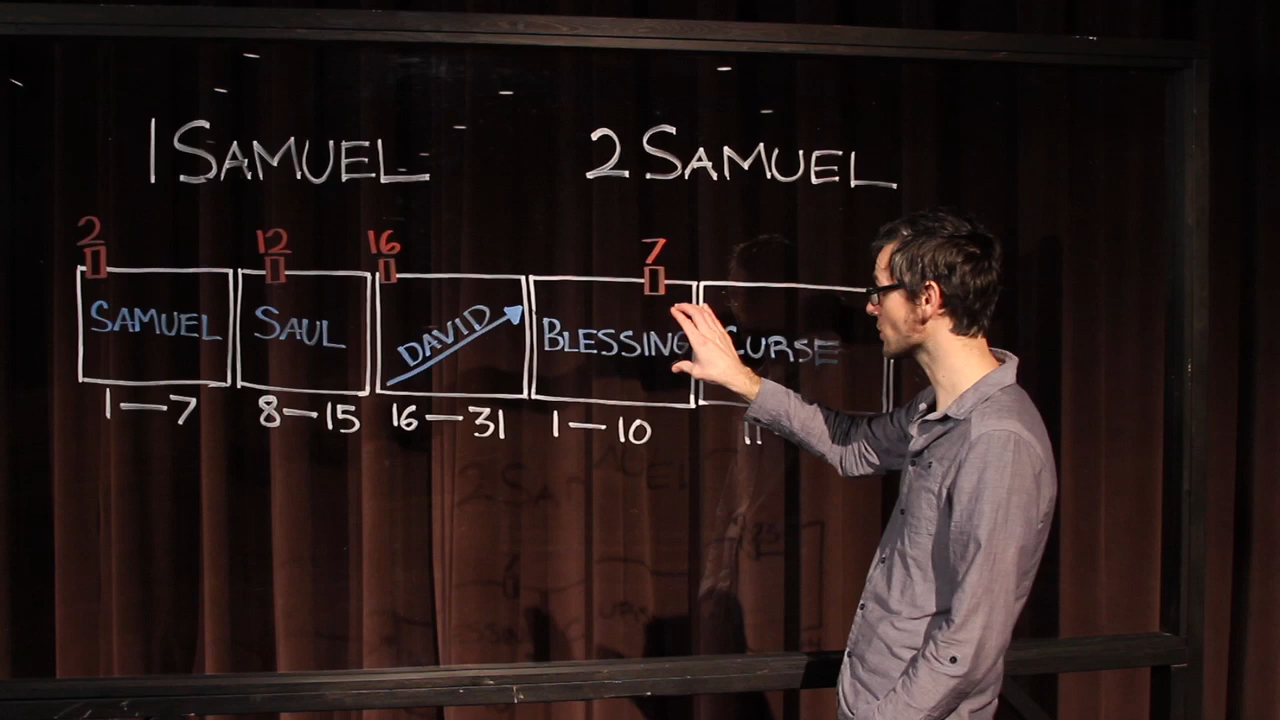 1 SAMUEL 2 SAMUEL
2 12 16 7
SAMUEL SAUL DAVID BLESSING CURSE
1—7 8—15 16—31 1—10 11